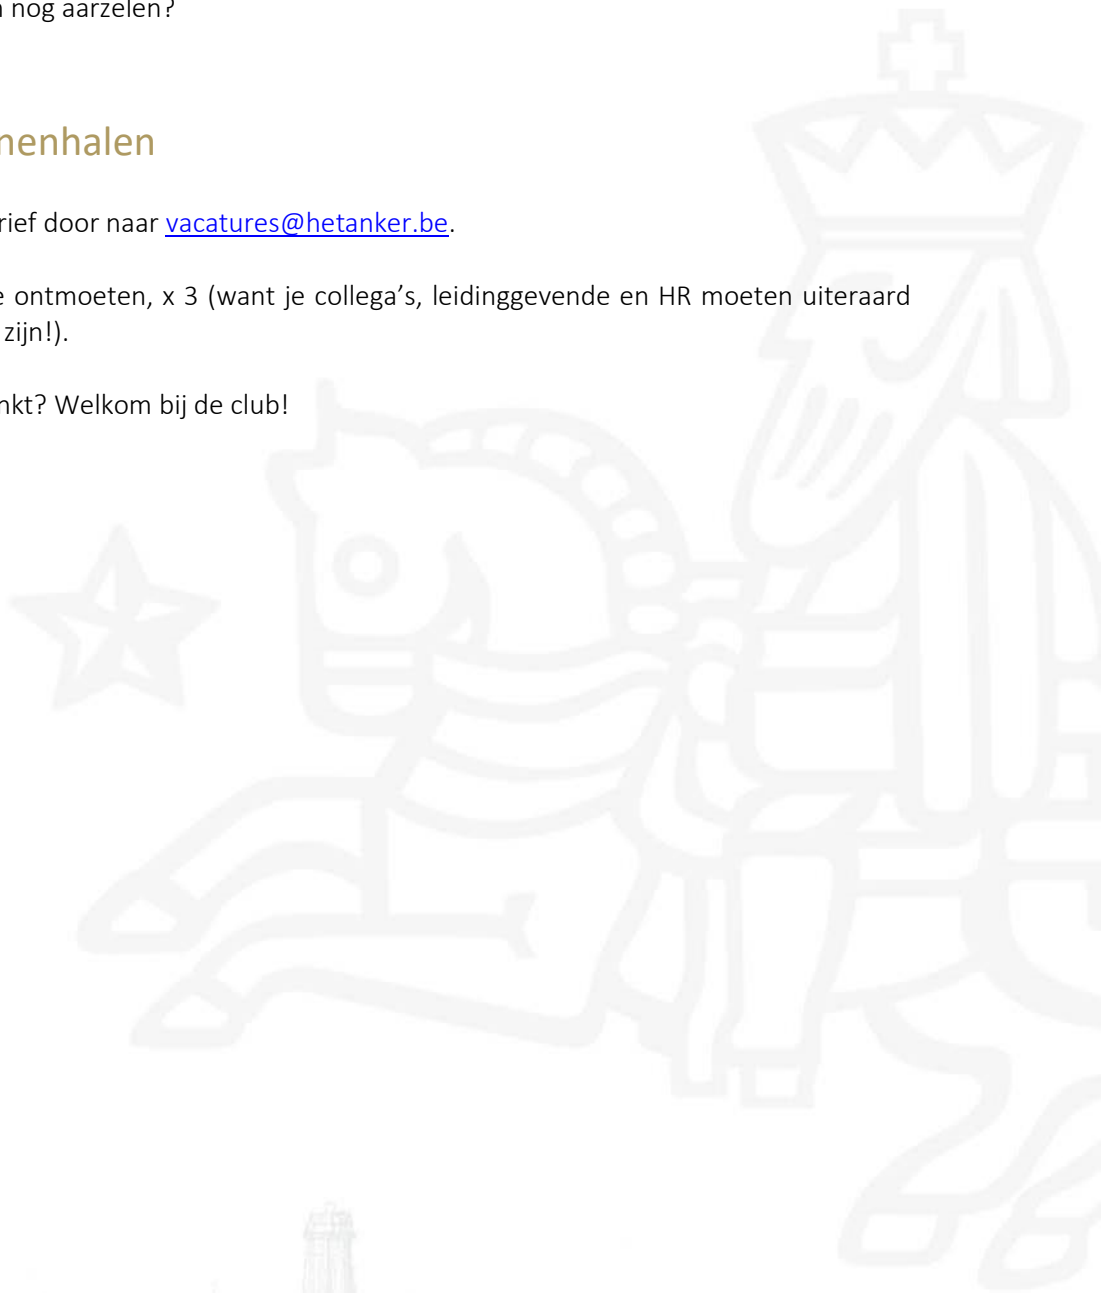 nog aarzelen?
menhalen
rief door naar vacatures@hetanker.be.
e ontmoeten, x 3 (want je collega’s, leidinggevende en HR moeten uiteraard
zijn!).
nkt? Welkom bij de club!